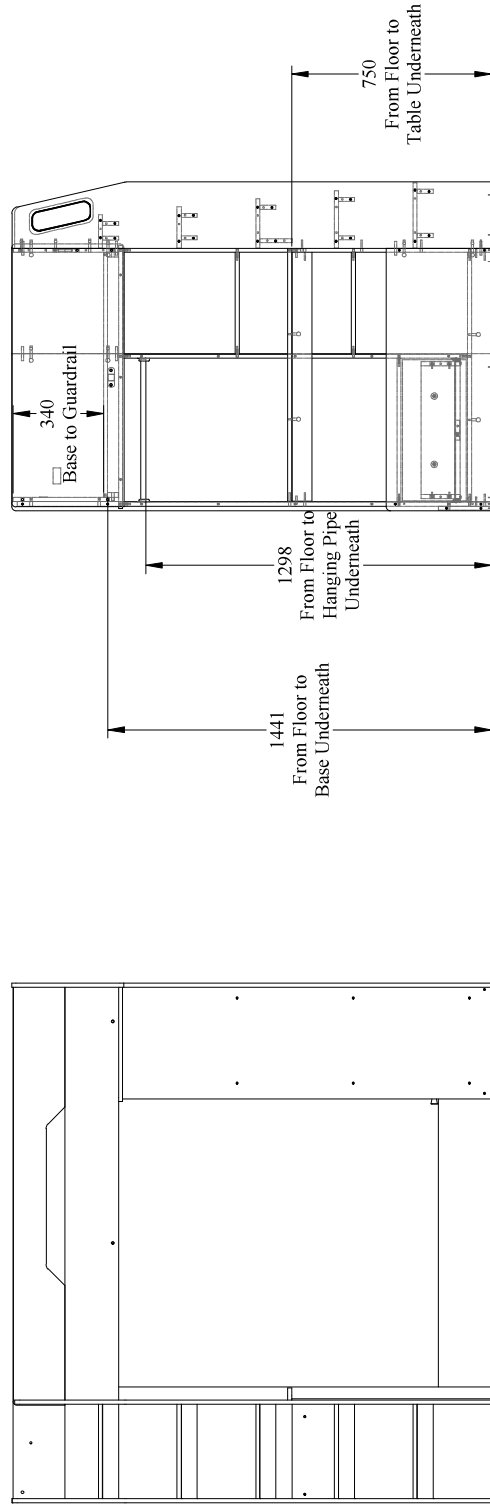 340
Base to Guardrail
750
From Floor to
Table Underneath
1298
From Floor to
Hanging Pipe
Underneath
1441
From Floor to
Base Underneath